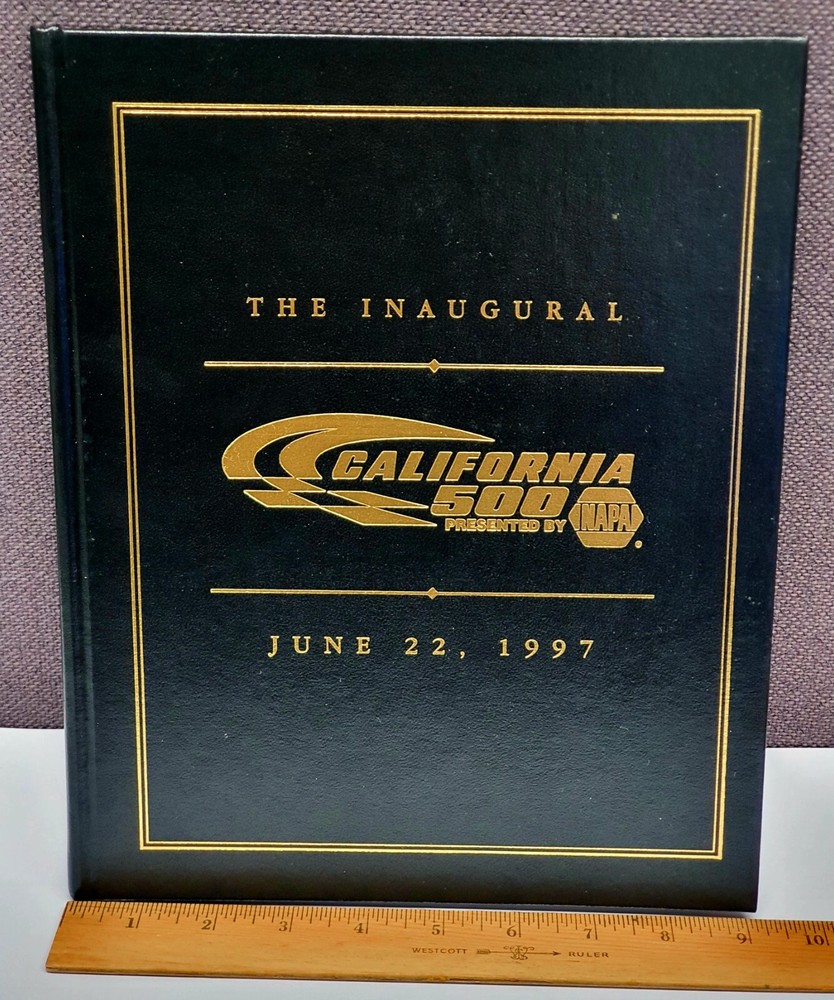 THE INAUGURAL
CALIFORNIA
500
PRESENTED BY NAPA
JUNE 22, 1997
1 2 3 4 5 6 7 8 9 10
WESTCOTT RULER